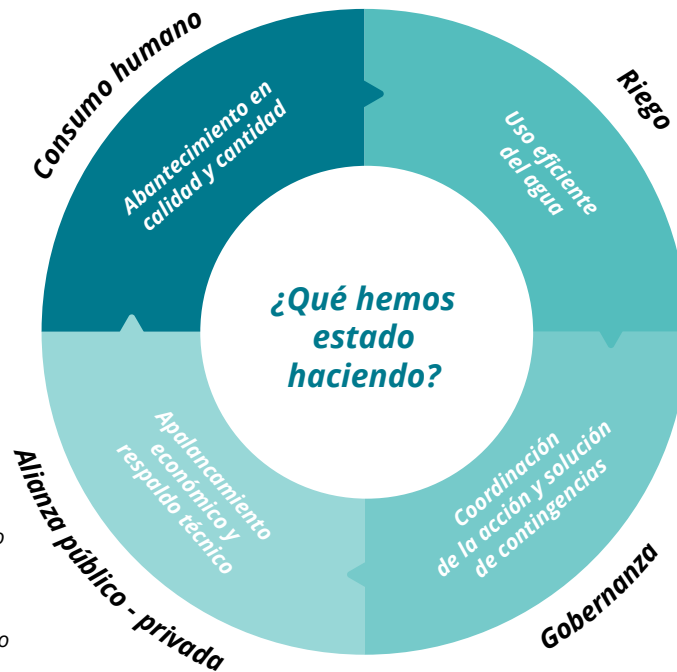 Consumo humano
Abantecimiento en
calidad y cantidad
Riego
Uso eficiente
del agua
¿Qué hemos
estado
haciendo?
Alianza público - privada
Apalancamiento
económico y
respaldo técnico
Gobernanza
Coordinación
de la acción y solución
de contingencias
o
o